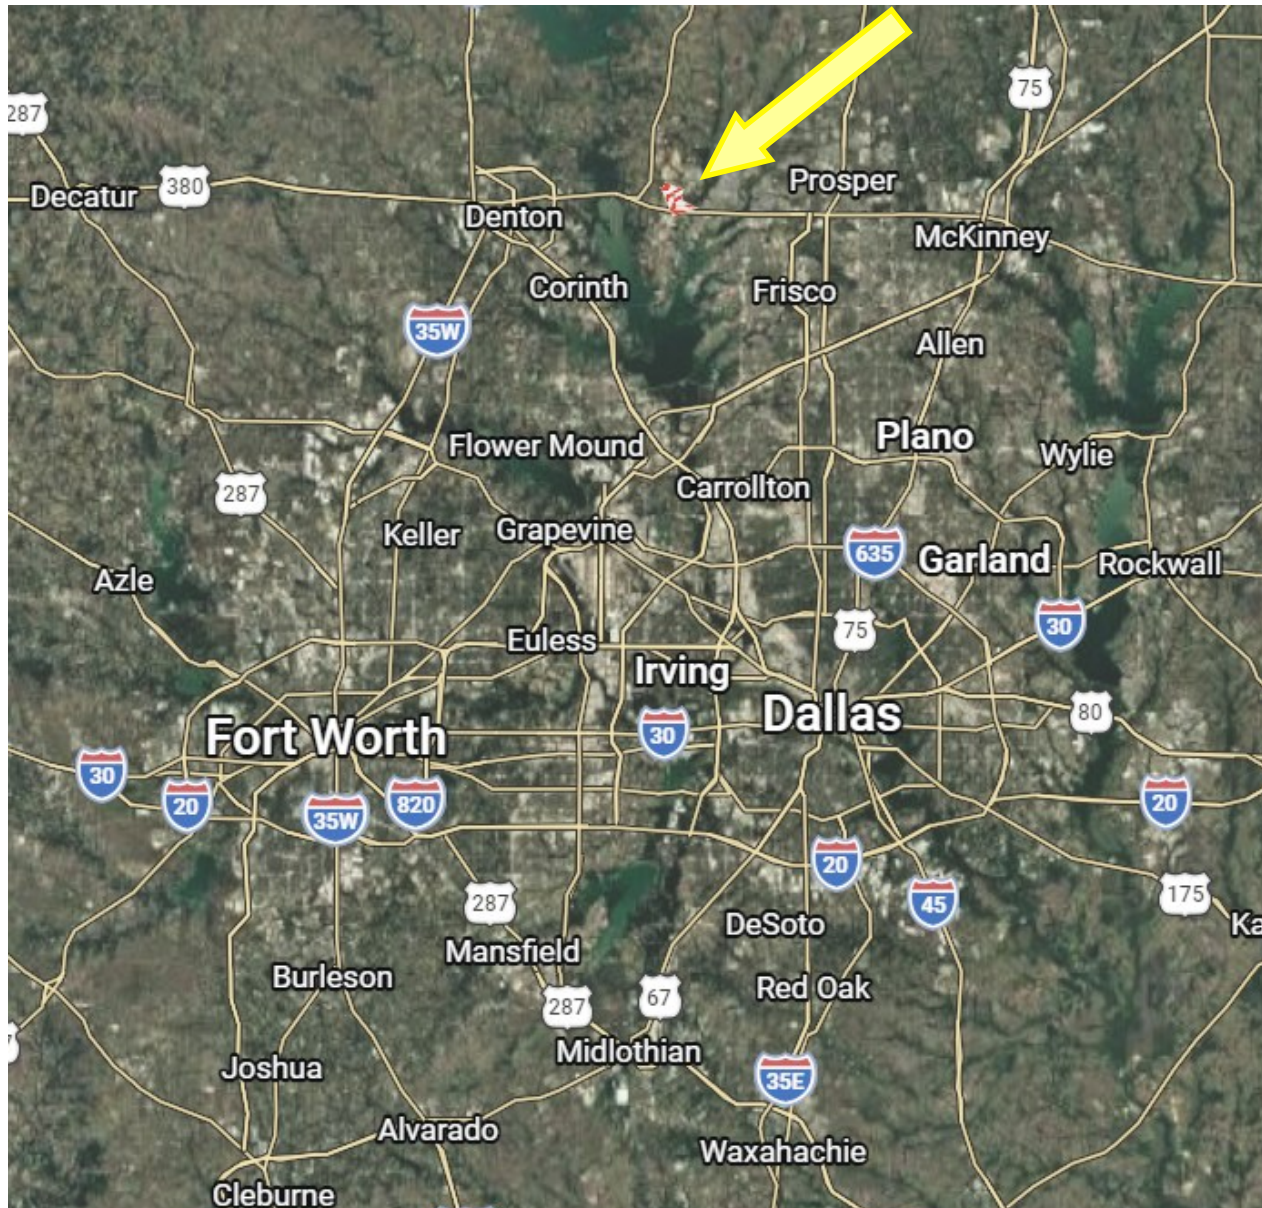 75
287
380
Prosper
Decatur
Denton
McKinney
Corinth
Frisco
35W
Allen
Plano
Flower Mound
Wylie
Carrollton
287
Grapevine
Keller
635
Garland
Rockwall
Azle
30
75
Euless
Irving
Dallas
80
Fort Worth
30
30
20
820
20
35W
20
175
287
45
DeSoto
Ka
Mansfield
Burleson
Red Oak
67
287
7
Midlothian
Joshua
35E
Alvarado
Waxahachie
Cleburne